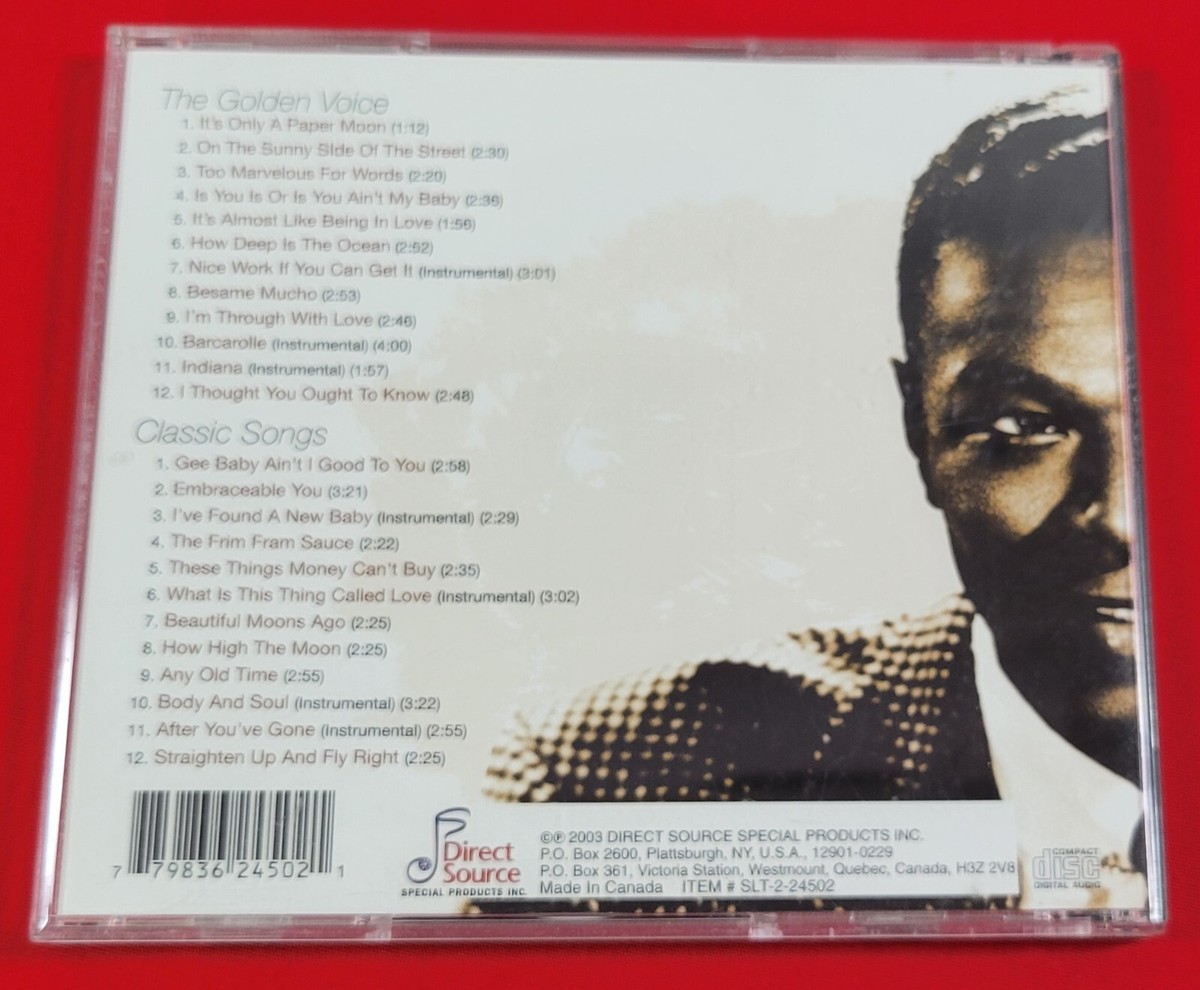 The Golden Voice
1. It's Only A Paper Moon (1:12)
2. On The Sunny SIde Of The Street (2:30)
3. Too Marvelous For Words (2:20)
4. Is You Is Or Is You Ain't My Baby (2:36)
5. It's Almost Like Being In Love (1:56)
6. How Deep Is The Ocean (2:52)
7. Nice Work If You Can Get It (Instrumental) (3:01)
8. Besame Mucho (2:53)
9. I'm Through With Love (2:46)
10. Barcarolle (Instrumental) (4:00)
11. Indiana (Instrumental) (1:57)
12. I Thought You Ought To Know (2:48)
Classic Songs
1. Gee Baby Ain't I Good To You (2:58)
2. Embraceable You (3:21)
3. I've Found A New Baby (Instrumental) (2:29)
4. The Frim Fram Sauce (2:22)
5. These Things Money Can't Buy (2:35)
6. What Is This Thing Called Love (Instrumental) (3:02)
7. Beautiful Moons Ago (2:25)
8. How High The Moon (2:25)
9. Any Old Time (2:55)
10. Body And Soul (Instrumental) (3:22)
11. After You've Gone (Instrumental) (2:55)
12. Straighten Up And Fly Right (2:25)
7 79836 24502 1
Direct
Source
SPECIAL PRODUCTS INC.
©℗ 2003 DIRECT SOURCE SPECIAL PRODUCTS INC.
P.O. Box 2600, Plattsburgh, NY, U.S.A., 12901-0229
P.O. Box 361, Victoria Station, Westmount, Quebec, Canada, H3Z 2V8
Made In Canada ITEM # SLT-2-24502
COMPACT
disc
DIGITAL AUDIO